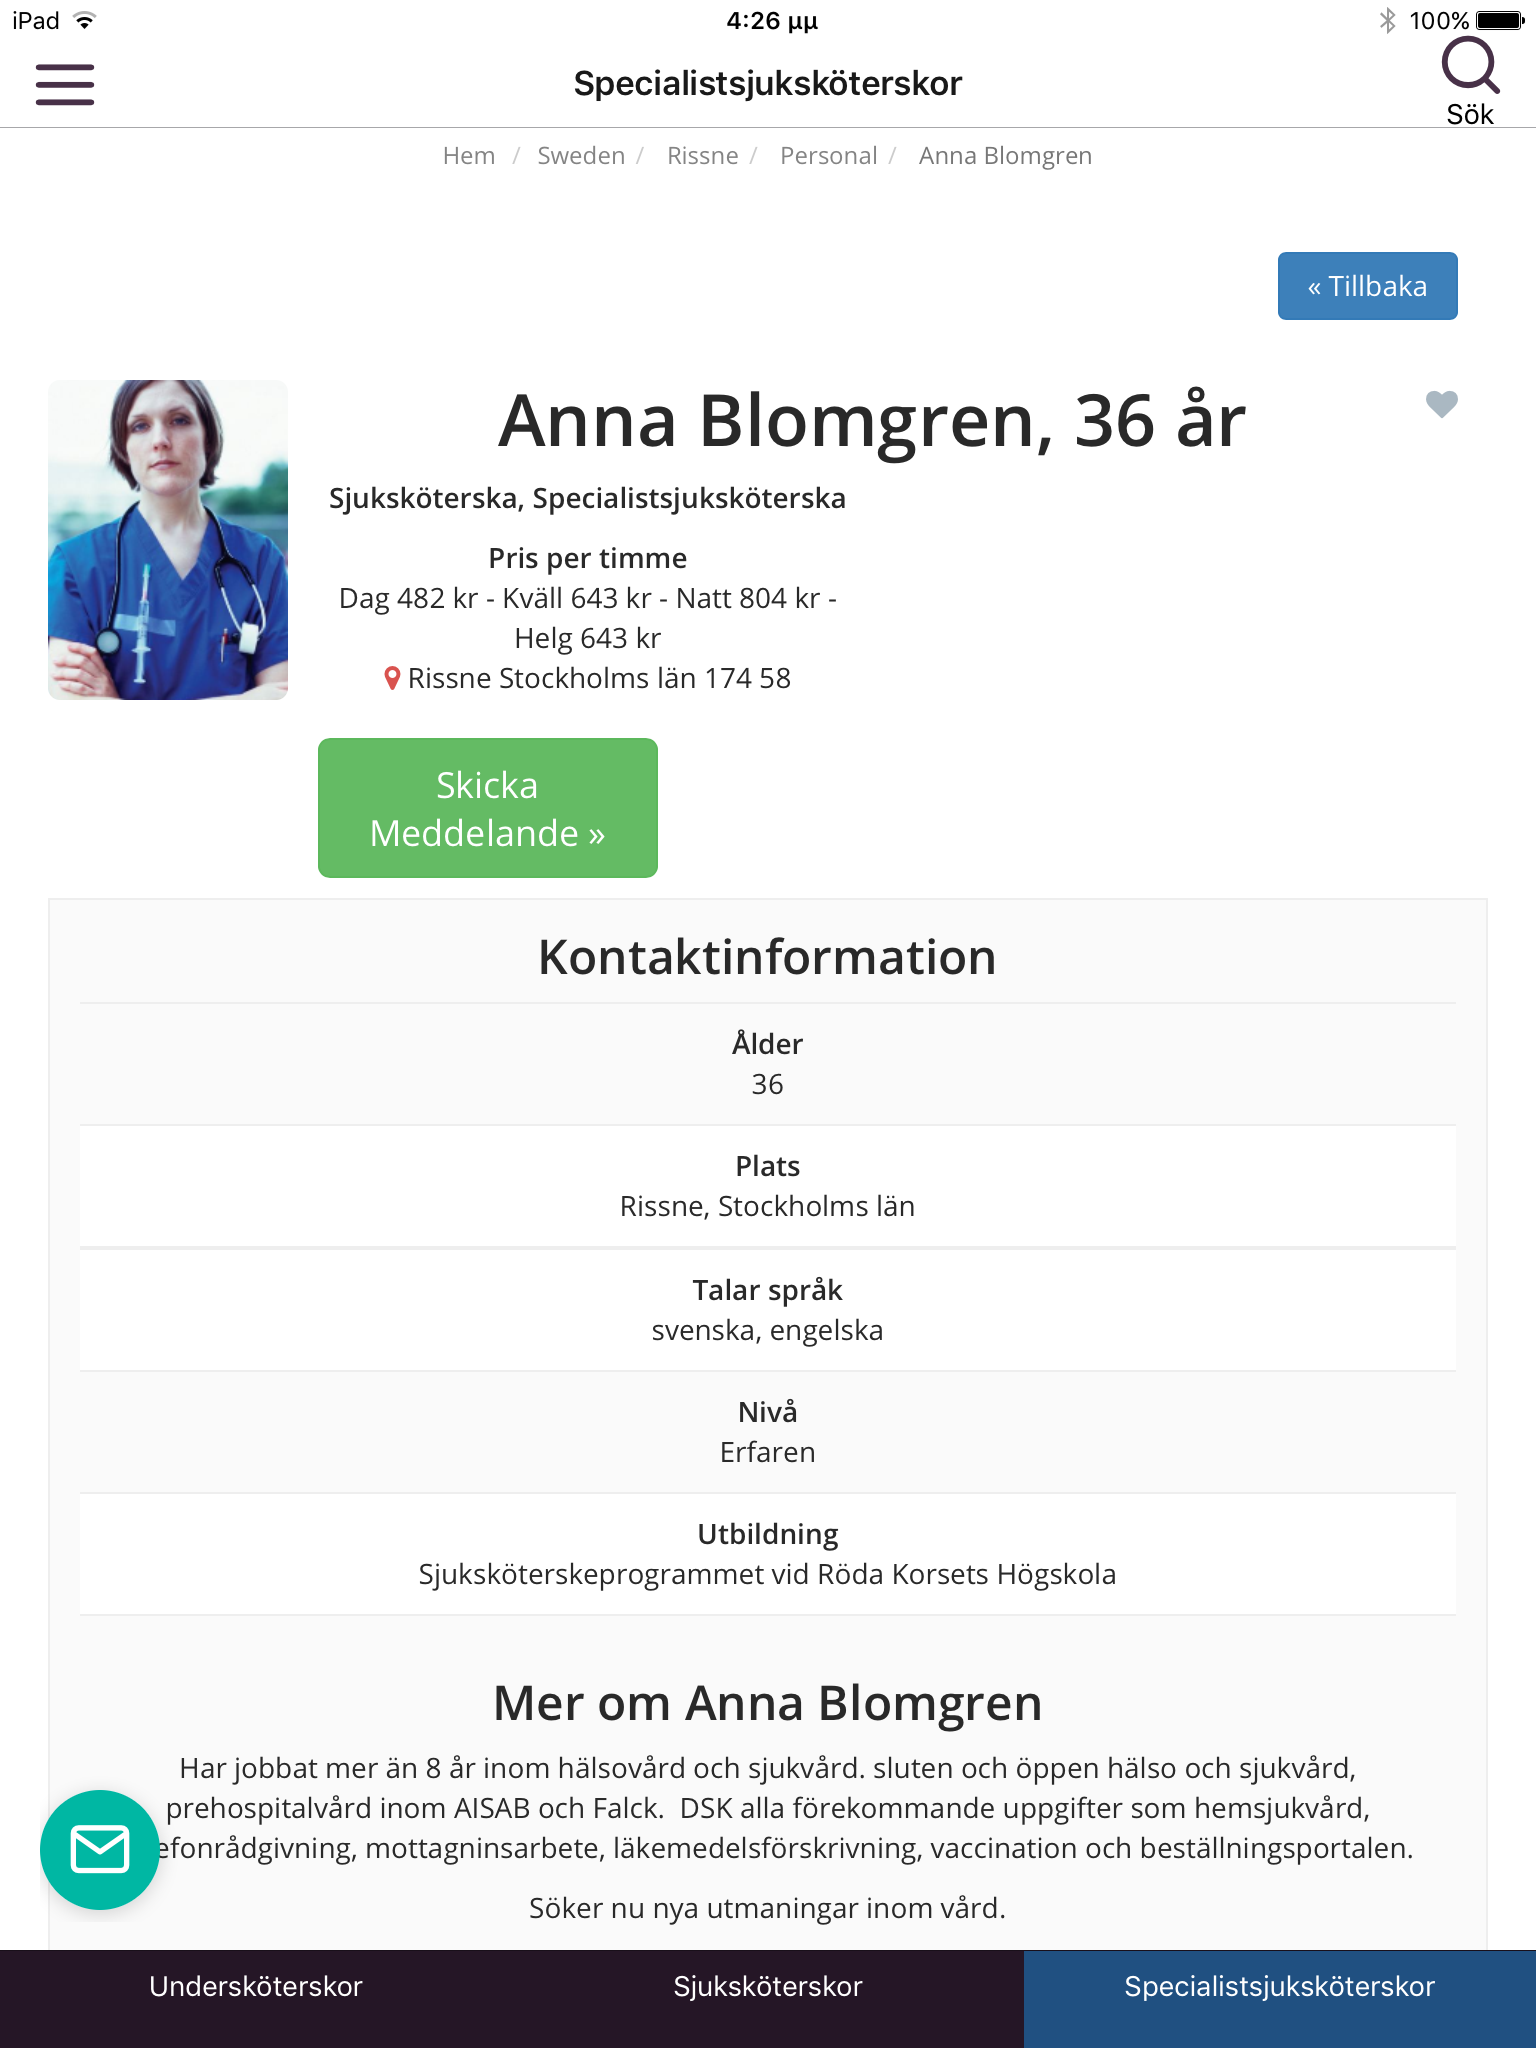 iPad
4:26 μμ
100%
Specialistsjuksköterskor
Sök
Hem / Sweden / Rissne / Personal / Anna Blomgren
« Tillbaka
Anna Blomgren, 36 år
Sjuksköterska, Specialistsjuksköterska
Pris per timme
Dag 482 kr - Kväll 643 kr - Natt 804 kr -
Helg 643 kr
Rissne Stockholms län 174 58
Skicka
Meddelande »
Kontaktinformation
Ålder
36
Plats
Rissne, Stockholms län
Talar språk
svenska, engelska
Nivå
Erfaren
Utbildning
Sjuksköterskeprogrammet vid Röda Korsets Högskola
Mer om Anna Blomgren
Har jobbat mer än 8 år inom hälsovård och sjukvård. sluten och öppen hälso och sjukvård,
prehospitalvård inom AISAB och Falck.  DSK alla förekommande uppgifter som hemsjukvård,
efonrådgivning, mottagninsarbete, läkemedelsförskrivning, vaccination och beställningsportalen.
Söker nu nya utmaningar inom vård.
Undersköterskor
Sjuksköterskor
Specialistsjuksköterskor